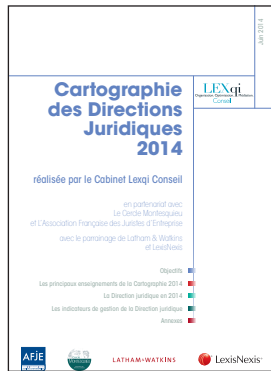 Juin 2014
LEXqi
Organisation, Optimisation & Médiation
Conseil
Cartographie
des Directions
Juridiques
2014
réalisée par le Cabinet Lexqi Conseil
en partenariat avec
Le Cercle Montesquieu
et L'Association Française des Juristes d'Entreprise
avec le parrainage de Latham & Watkins
et LexisNexis
Objectifs
Les principaux enseignements de la Cartographie 2014
La Direction juridique en 2014
Les indicateurs de gestion de la Direction juridique
Annexes
AFJE
LATHAM&WATKINS
LexisNexis®